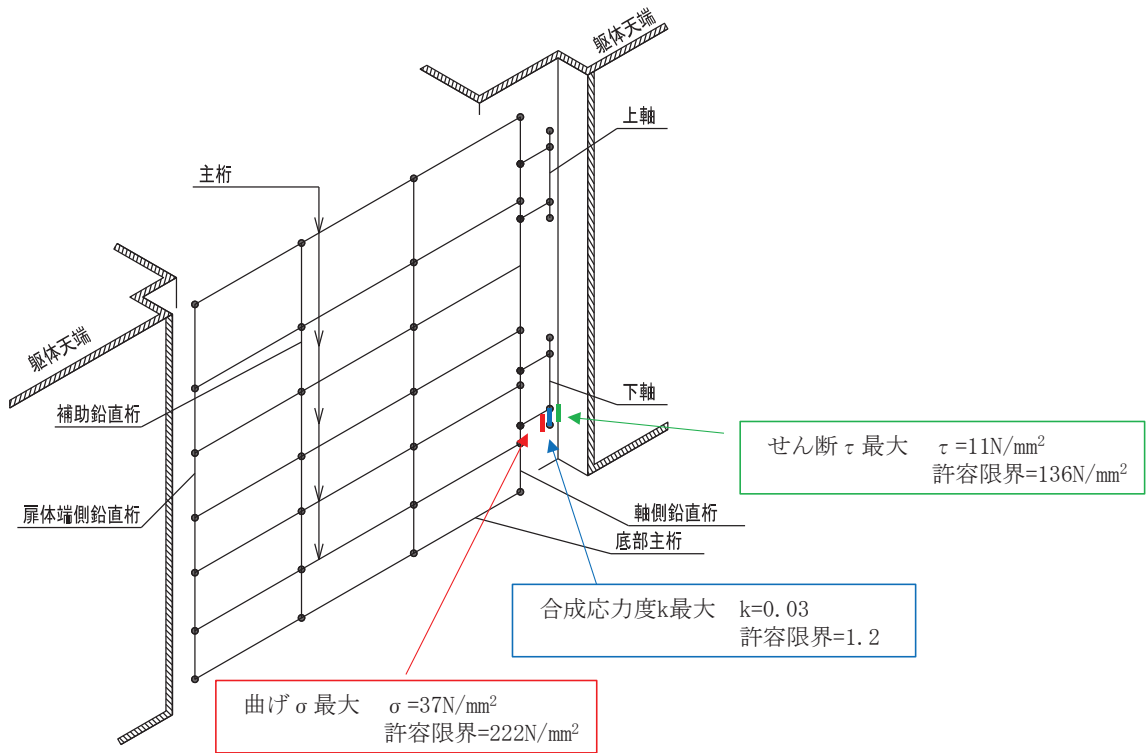 躯体天端
上軸
主桁
躯体天端
補助鉛直桁
下軸
せん断τ最大 τ=11N/mm²
許容限界=136N/mm²
扉体端側鉛直桁
軸側鉛直桁
底部主桁
合成応力度k最大 k=0.03
許容限界=1.2
曲げσ最大 σ=37N/mm²
許容限界=222N/mm²